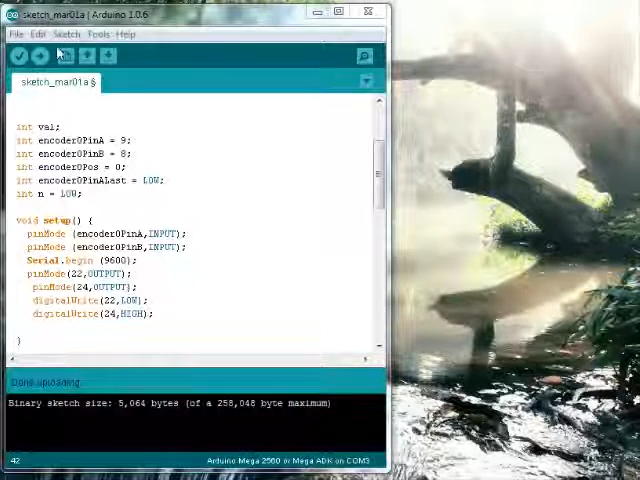 sketch_mar01a | Arduino 1.0.6
File Edit Sketch Tools Help
sketch_mar01a §
int val;
int encoder0PinA = 9;
int encoder0PinB = 8;
int encoder0Pos = 0;
int encoder0PinALast = LOW;
int n = LOW;
void setup() {
pinMode (encoder0PinA,INPUT);
pinMode (encoder0PinB,INPUT);
Serial.begin (9600);
pinMode(22,OUTPUT);
pinMode(24,OUTPUT);
digitalWrite(22,LOW);
digitalWrite(24,HIGH);
}
Done uploading.
Binary sketch size: 5,064 bytes (of a 258,048 byte maximum)
42
Arduino Mega 2560 or Mega ADK on COM3